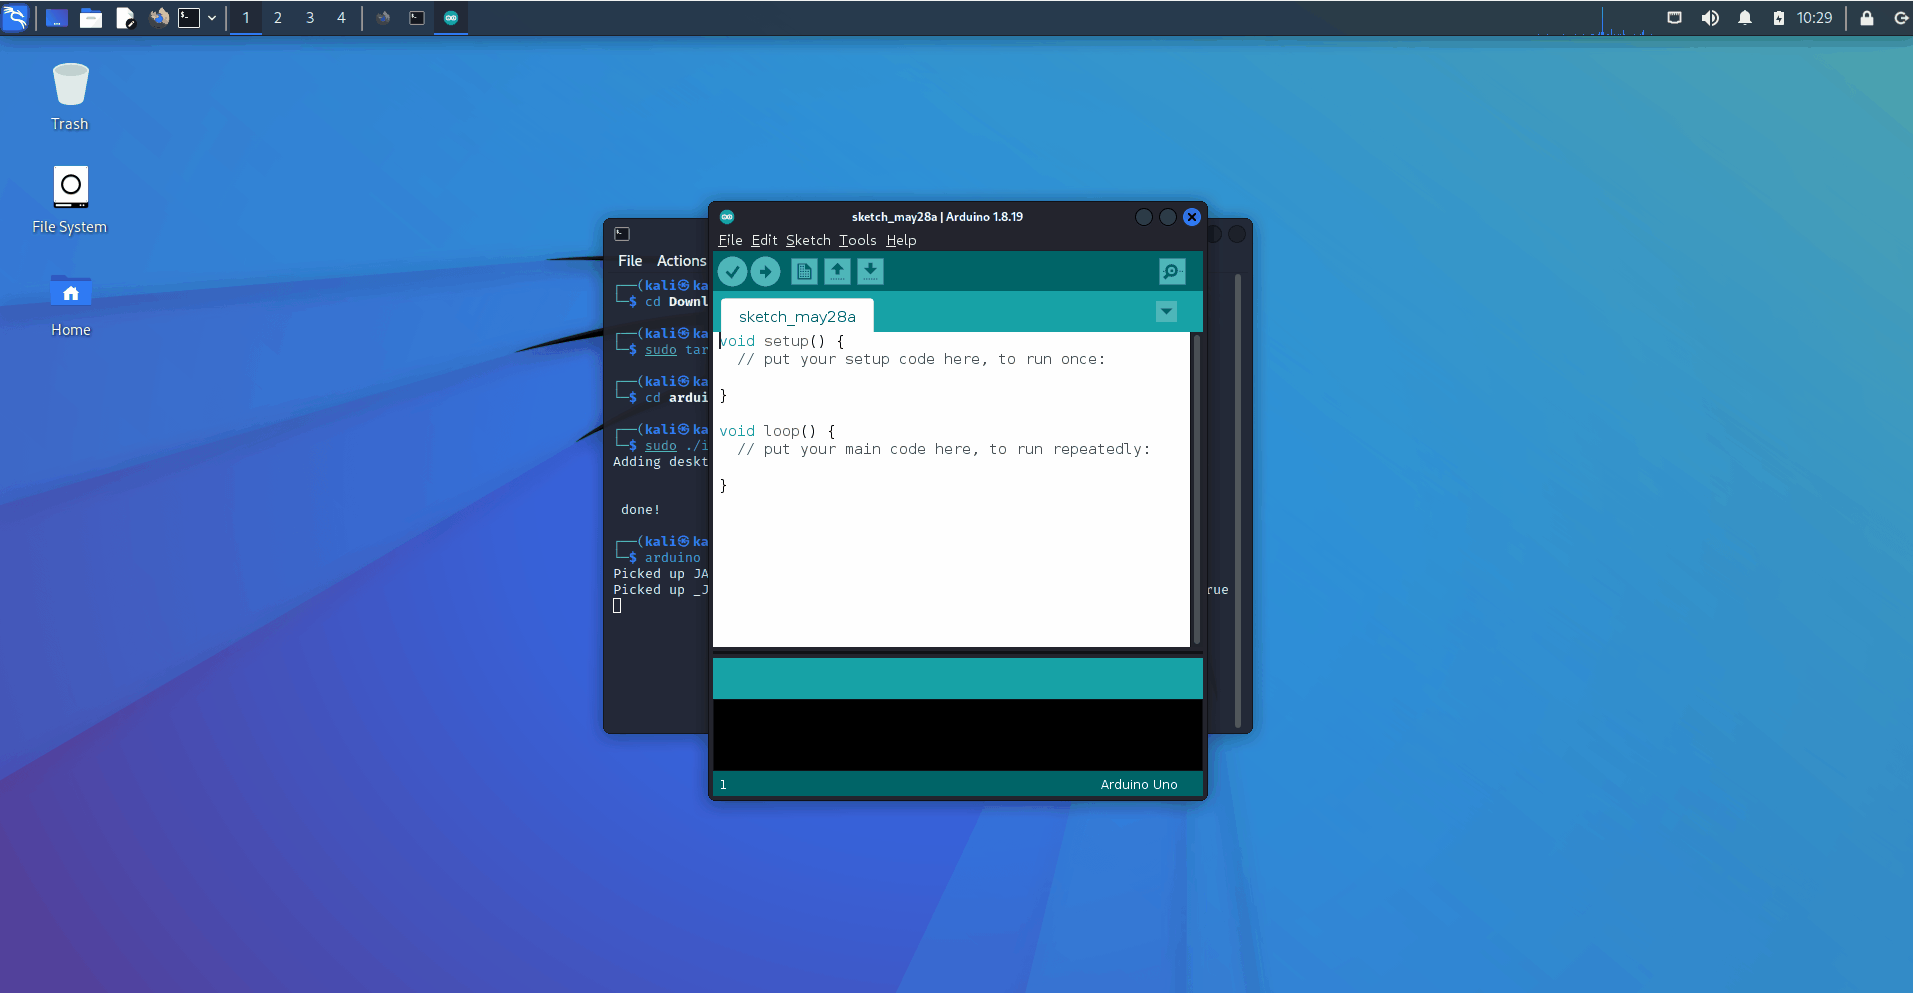 1 2 3 4
10:29
Trash
File System
Home
sketch_may28a | Arduino 1.8.19
File Edit Sketch Tools Help
sketch_may28a
void setup() {
// put your setup code here, to run once:
}
void loop() {
// put your main code here, to run repeatedly:
}
1
Arduino Uno
File Actions
(kali㉿ka
$ cd Downl
(kali㉿ka
$ sudo tar
(kali㉿ka
$ cd ardui
(kali㉿ka
$ sudo ./i
Adding deskt
done!
(kali㉿ka
$ arduino
Picked up JA
Picked up _J
rue